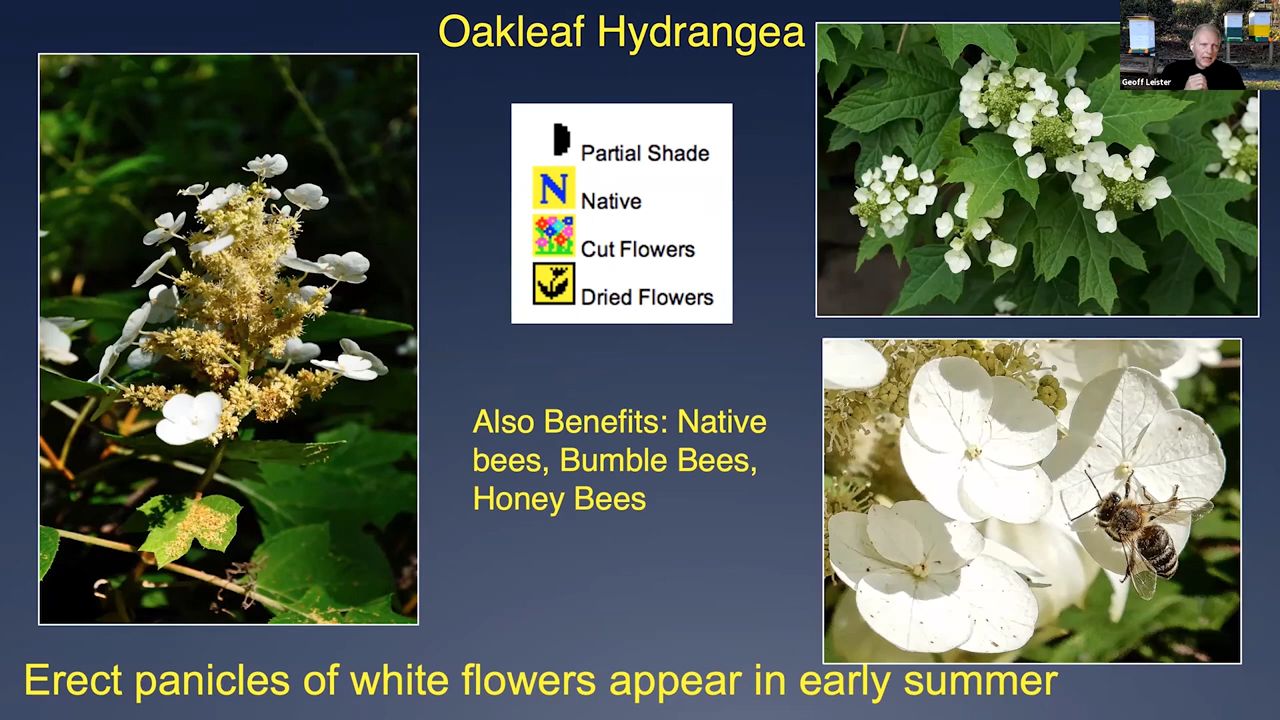 Oakleaf Hydrangea
Geoff Leister
Partial Shade
N Native
Cut Flowers
Dried Flowers
Also Benefits: Native
bees, Bumble Bees,
Honey Bees
Erect panicles of white flowers appear in early summer